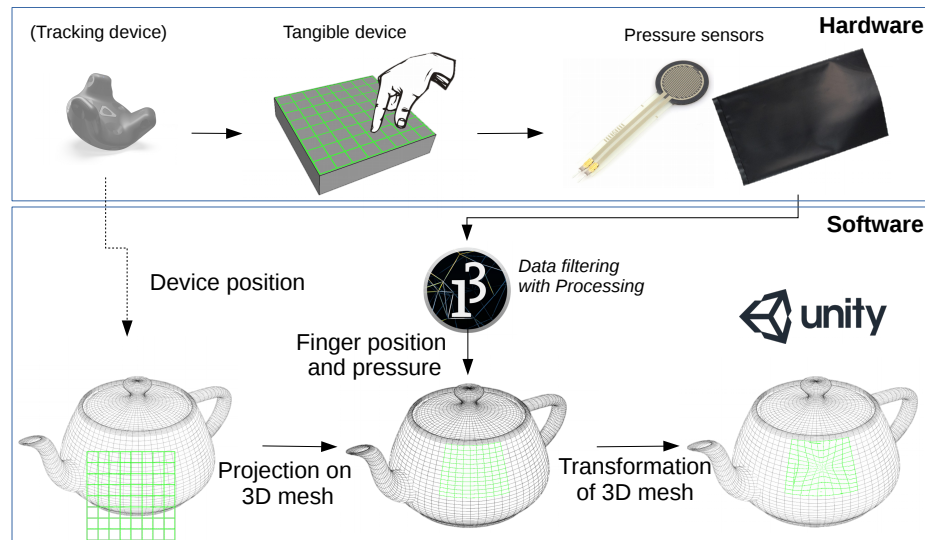 Hardware
(Tracking device)
Tangible device
Pressure sensors
Software
Device position
Data filtering
with Processing
unity
Finger position
and pressure
Projection on
3D mesh
Transformation
of 3D mesh